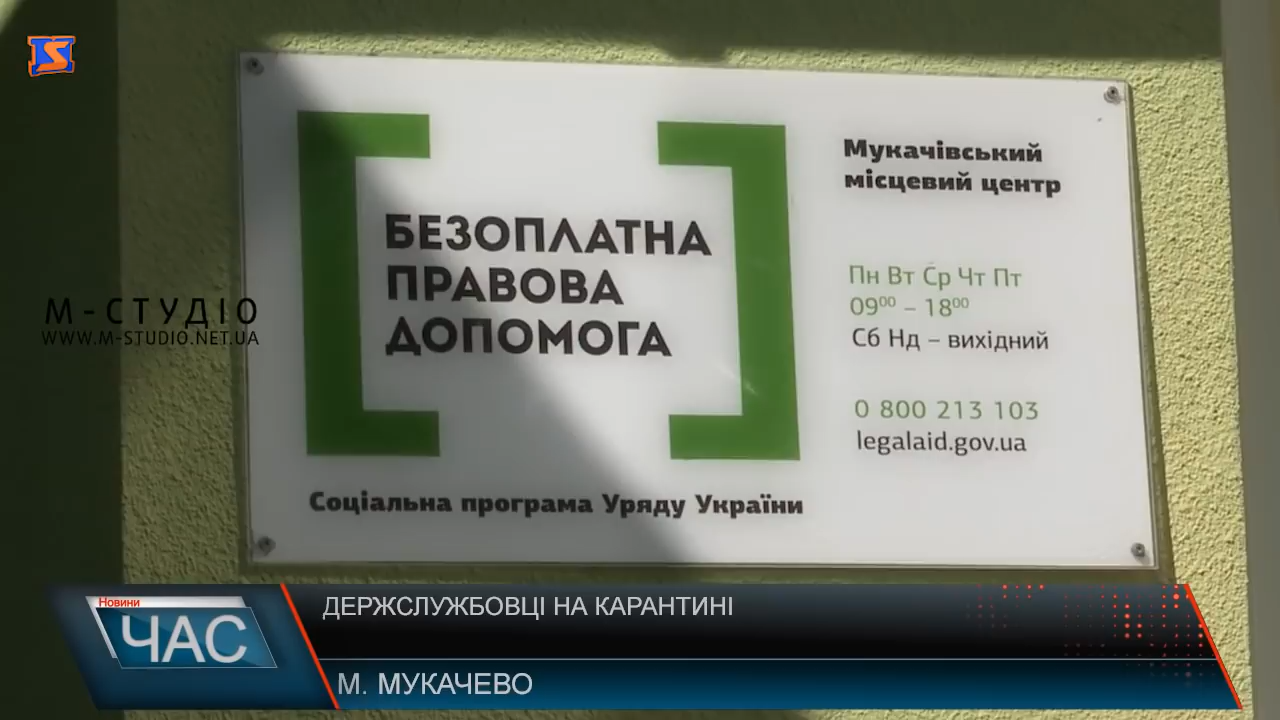 БЕЗОПЛАТНА
ПРАВОВА
ДОПОМОГА
Соціальна програма Уряду України
Мукачівський
місцевий центр
Пн Вт Ср Чт Пт
09⁰⁰ – 18⁰⁰
Сб Нд – вихідний
0 800 213 103
legalaid.gov.ua
М-СТУДІО
WWW.M-STUDIO.NET.UA
Новини
ЧАС
ДЕРЖСЛУЖБОВЦІ НА КАРАНТИНІ
М. МУКАЧЕВО